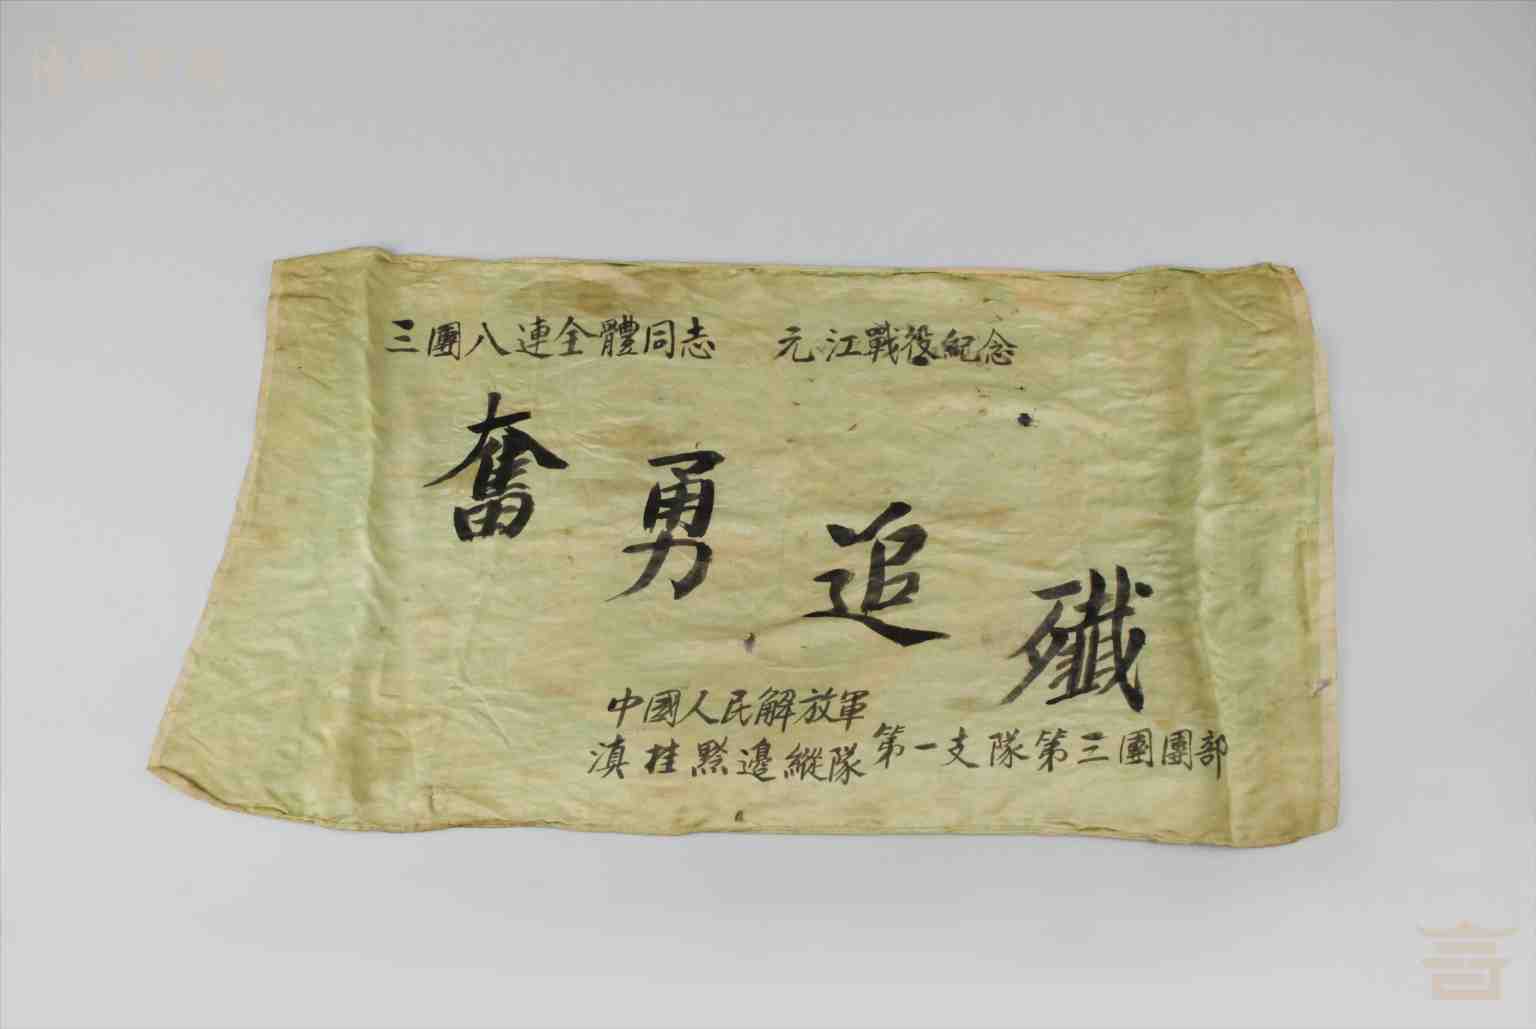 三團八連全體同志 元江戰役紀念
奮勇追殲
中國人民解放軍
滇桂黔邊縱隊第一支隊第三團團部